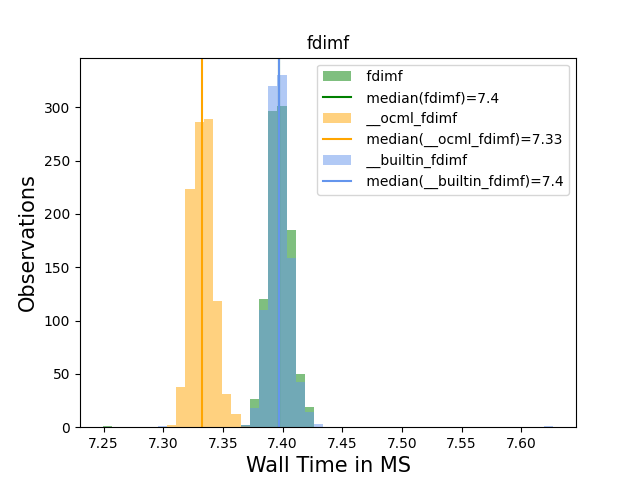 fdimf
fdimf
median(fdimf)=7.4
__ocml_fdimf
median(__ocml_fdimf)=7.33
__builtin_fdimf
median(__builtin_fdimf)=7.4
Observations
300
250
200
150
100
50
0
7.25 7.30 7.35 7.40 7.45 7.50 7.55 7.60
Wall Time in MS